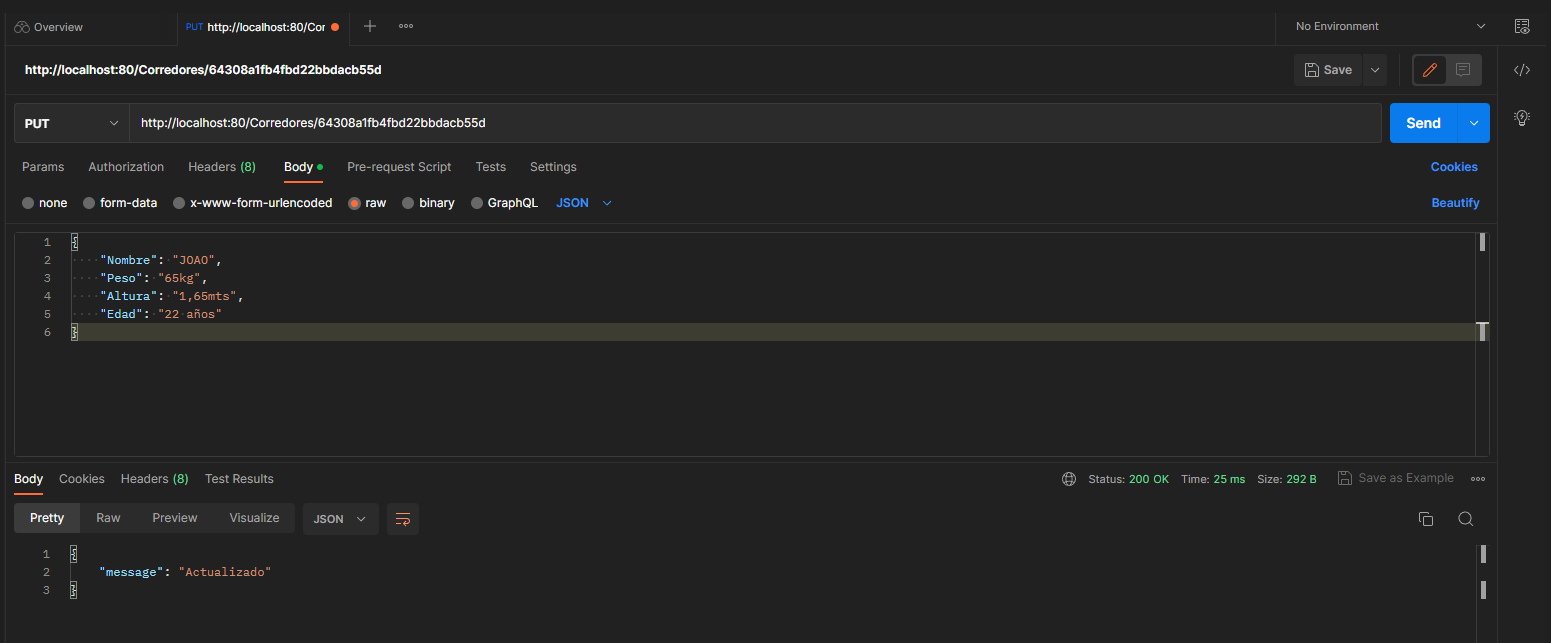 Overview
PUT http://localhost:80/Cor
No Environment
http://localhost:80/Corredores/64308a1fb4fbd22bbdacb55d
Save
PUT
http://localhost:80/Corredores/64308a1fb4fbd22bbdacb55d
Send
Params Authorization Headers (8) Body Pre-request Script Tests Settings
Cookies
none form-data x-www-form-urlencoded raw binary GraphQL JSON
Beautify
1 {
2 "Nombre": "JOAO",
3 "Peso": "65kg",
4 "Altura": "1,65mts",
5 "Edad": "22 años"
6 }
Body Cookies Headers (8) Test Results
Status: 200 OK Time: 25 ms Size: 292 B
Save as Example
Pretty Raw Preview Visualize JSON
1 {
2 "message": "Actualizado"
3 }